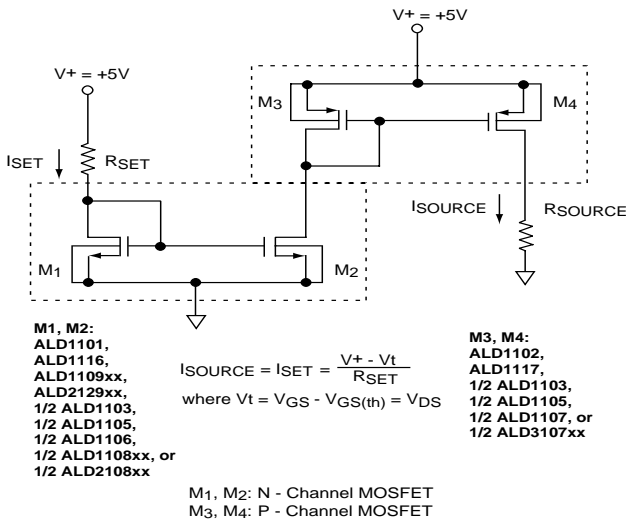 V+ = +5V
V+ = +5V
M3
M4
ISET
RSET
ISOURCE
RSOURCE
M1
M2
M1, M2:
ALD1101,
ALD1116,
ALD1109xx,
ALD2129xx,
1/2 ALD1103,
1/2 ALD1105,
1/2 ALD1106,
1/2 ALD1108xx, or
1/2 ALD2108xx
ISOURCE = ISET = V+ - Vt
RSET
where Vt = VGS - VGS(th) = VDS
M3, M4:
ALD1102,
ALD1117,
1/2 ALD1103,
1/2 ALD1105,
1/2 ALD1107, or
1/2 ALD3107xx
M1, M2: N - Channel MOSFET
M3, M4: P - Channel MOSFET